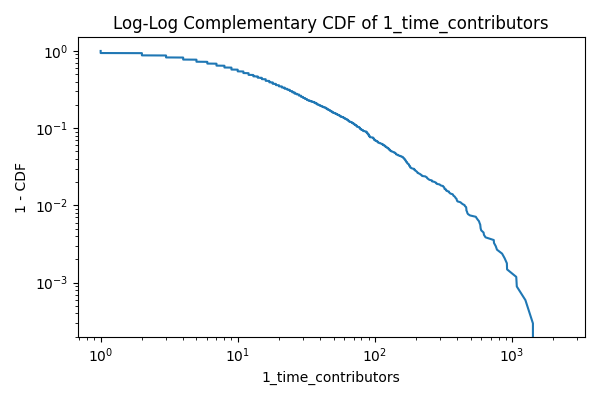 Log-Log Complementary CDF of 1_time_contributors
10⁰
10⁻¹
10⁻²
10⁻³
1 - CDF
10⁰ 10¹ 10² 10³
1_time_contributors